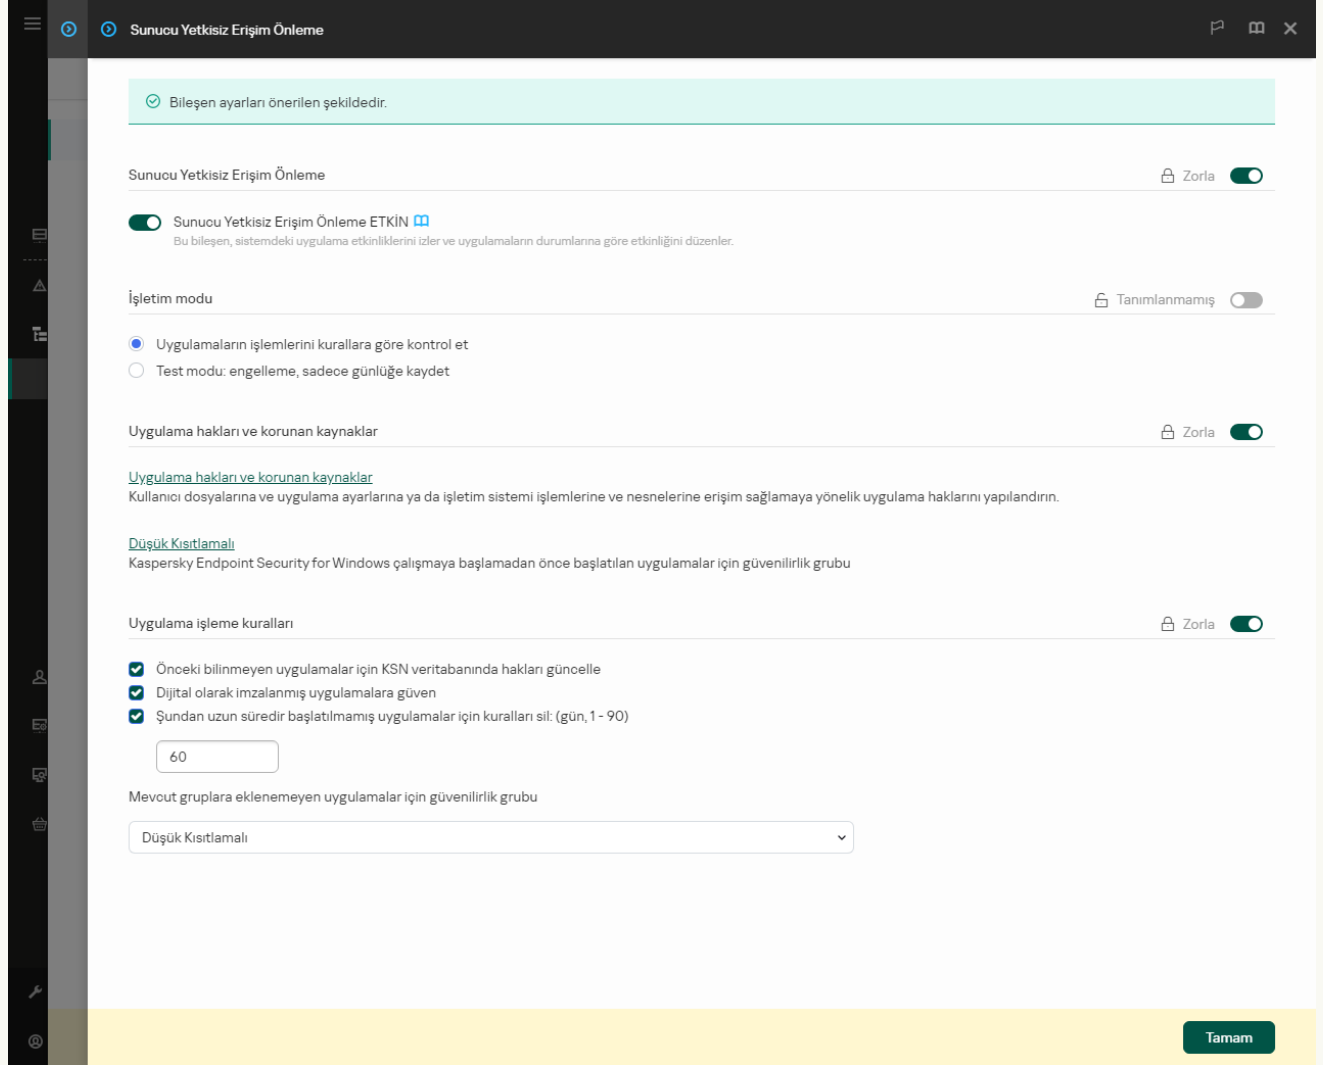 Sunucu Yetkisiz Erişim Önleme
Bileşen ayarları önerilen şekildedir.
Sunucu Yetkisiz Erişim Önleme
Zorla
Sunucu Yetkisiz Erişim Önleme ETKİN
Bu bileşen, sistemdeki uygulama etkinliklerini izler ve uygulamaların durumlarına göre etkinliğini düzenler.
İşletim modu
Tanımlanmamış
Uygulamaların işlemlerini kurallara göre kontrol et
Test modu: engelleme, sadece günlüğe kaydet
Uygulama hakları ve korunan kaynaklar
Zorla
Uygulama hakları ve korunan kaynaklar
Kullanıcı dosyalarına ve uygulama ayarlarına ya da işletim sistemi işlemlerine ve nesnelerine erişim sağlamaya yönelik uygulama haklarını yapılandırın.
Düşük Kısıtlamalı
Kaspersky Endpoint Security for Windows çalışmaya başlamadan önce başlatılan uygulamalar için güvenilirlik grubu
Uygulama işleme kuralları
Zorla
Önceki bilinmeyen uygulamalar için KSN veritabanında hakları güncelle
Dijital olarak imzalanmış uygulamalara güven
Şundan uzun süredir başlatılmamış uygulamalar için kuralları sil: (gün, 1 - 90)
60
Mevcut gruplara eklenemeyen uygulamalar için güvenilirlik grubu
Düşük Kısıtlamalı
Tamam